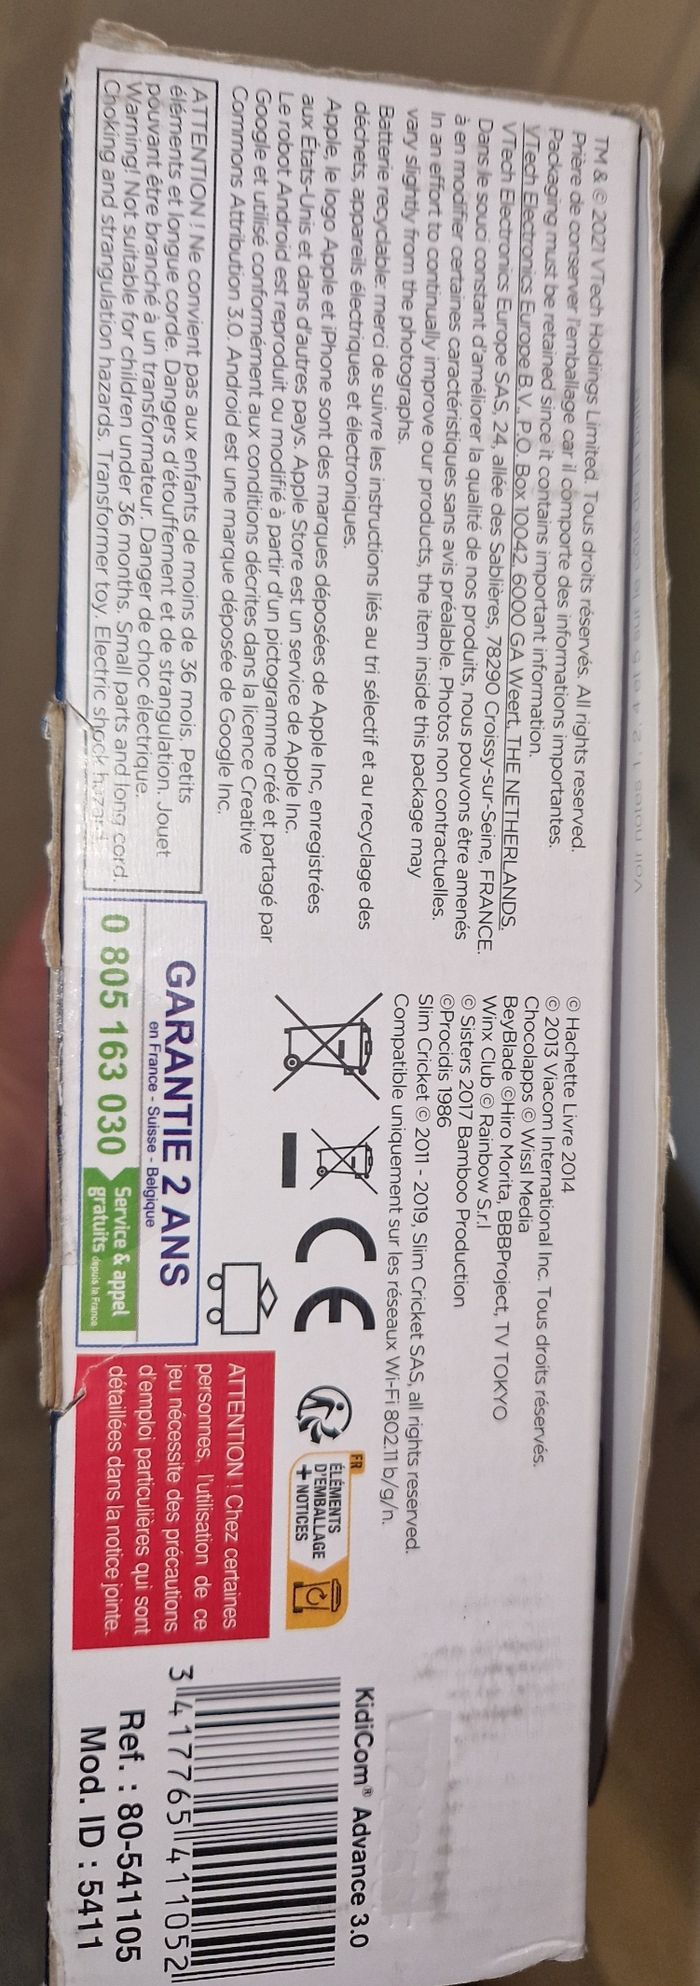 TM & © 2021 VTech Holdings Limited. Tous droits réservés. All rights reserved.
Prière de conserver l'emballage car il comporte des informations importantes.
Packaging must be retained since it contains important information.
VTech Electronics Europe B.V., P.O. Box 10042, 6000 GA Weert, THE NETHERLANDS.
VTech Electronics Europe SAS, 24, allée des Sablières, 78290 Croissy-sur-Seine, FRANCE.
Dans le souci constant d'améliorer la qualité de nos produits, nous pouvons être amenés
à en modifier certaines caractéristiques sans avis préalable. Photos non contractuelles.
In an effort to continually improve our products, the item inside this package may
vary slightly from the photographs.
Batterie recyclable: merci de suivre les instructions liés au tri sélectif et au recyclage des
déchets, appareils électriques et électroniques.
Apple, le logo Apple et iPhone sont des marques déposées de Apple Inc, enregistrées
aux États-Unis et dans d'autres pays. Apple Store est un service de Apple Inc.
Le robot Android est reproduit ou modifié à partir d'un pictogramme créé et partagé par
Google et utilisé conformément aux conditions décrites dans la licence Creative
Commons Attribution 3.0. Android est une marque déposée de Google Inc.
ATTENTION ! Ne convient pas aux enfants de moins de 36 mois. Petits
éléments et longue corde. Dangers d'étouffement et de strangulation. Jouet
pouvant être branché à un transformateur. Danger de choc électrique.
Warning! Not suitable for children under 36 months. Small parts and long cord.
Choking and strangulation hazards. Transformer toy. Electric shock hazard.
© Hachette Livre 2014
© 2013 Viacom International Inc. Tous droits réservés.
Chocolapps © Wissl Media
BeyBlade ©Hiro Morita, BBBProject, TV TOKYO
Winx Club © Rainbow S.r.l
© Sisters 2017 Bamboo Production
©Procidis 1986
Slim Cricket © 2011 - 2019, Slim Cricket SAS, all rights reserved.
Compatible uniquement sur les réseaux Wi-Fi 802.11 b/g/n.
CE
FR
ÉLÉMENTS
D'EMBALLAGE
+ NOTICES
GARANTIE 2 ANS
en France - Suisse - Belgique
0 805 163 030
Service & appel
gratuits depuis la France
ATTENTION ! Chez certaines
personnes, l'utilisation de ce
jeu nécessite des précautions
d'emploi particulières qui sont
détaillées dans la notice jointe.
KidiCom® Advance 3.0
3 417765 411052
Ref. : 80-541105
Mod. ID : 5411